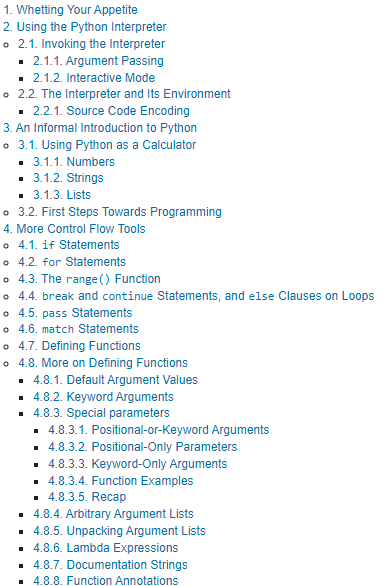 1. Whetting Your Appetite
2. Using the Python Interpreter
2.1. Invoking the Interpreter
2.1.1. Argument Passing
2.1.2. Interactive Mode
2.2. The Interpreter and Its Environment
2.2.1. Source Code Encoding
3. An Informal Introduction to Python
3.1. Using Python as a Calculator
3.1.1. Numbers
3.1.2. Strings
3.1.3. Lists
3.2. First Steps Towards Programming
4. More Control Flow Tools
4.1. if Statements
4.2. for Statements
4.3. The range() Function
4.4. break and continue Statements, and else Clauses on Loops
4.5. pass Statements
4.6. match Statements
4.7. Defining Functions
4.8. More on Defining Functions
4.8.1. Default Argument Values
4.8.2. Keyword Arguments
4.8.3. Special parameters
4.8.3.1. Positional-or-Keyword Arguments
4.8.3.2. Positional-Only Parameters
4.8.3.3. Keyword-Only Arguments
4.8.3.4. Function Examples
4.8.3.5. Recap
4.8.4. Arbitrary Argument Lists
4.8.5. Unpacking Argument Lists
4.8.6. Lambda Expressions
4.8.7. Documentation Strings
4.8.8. Function Annotations